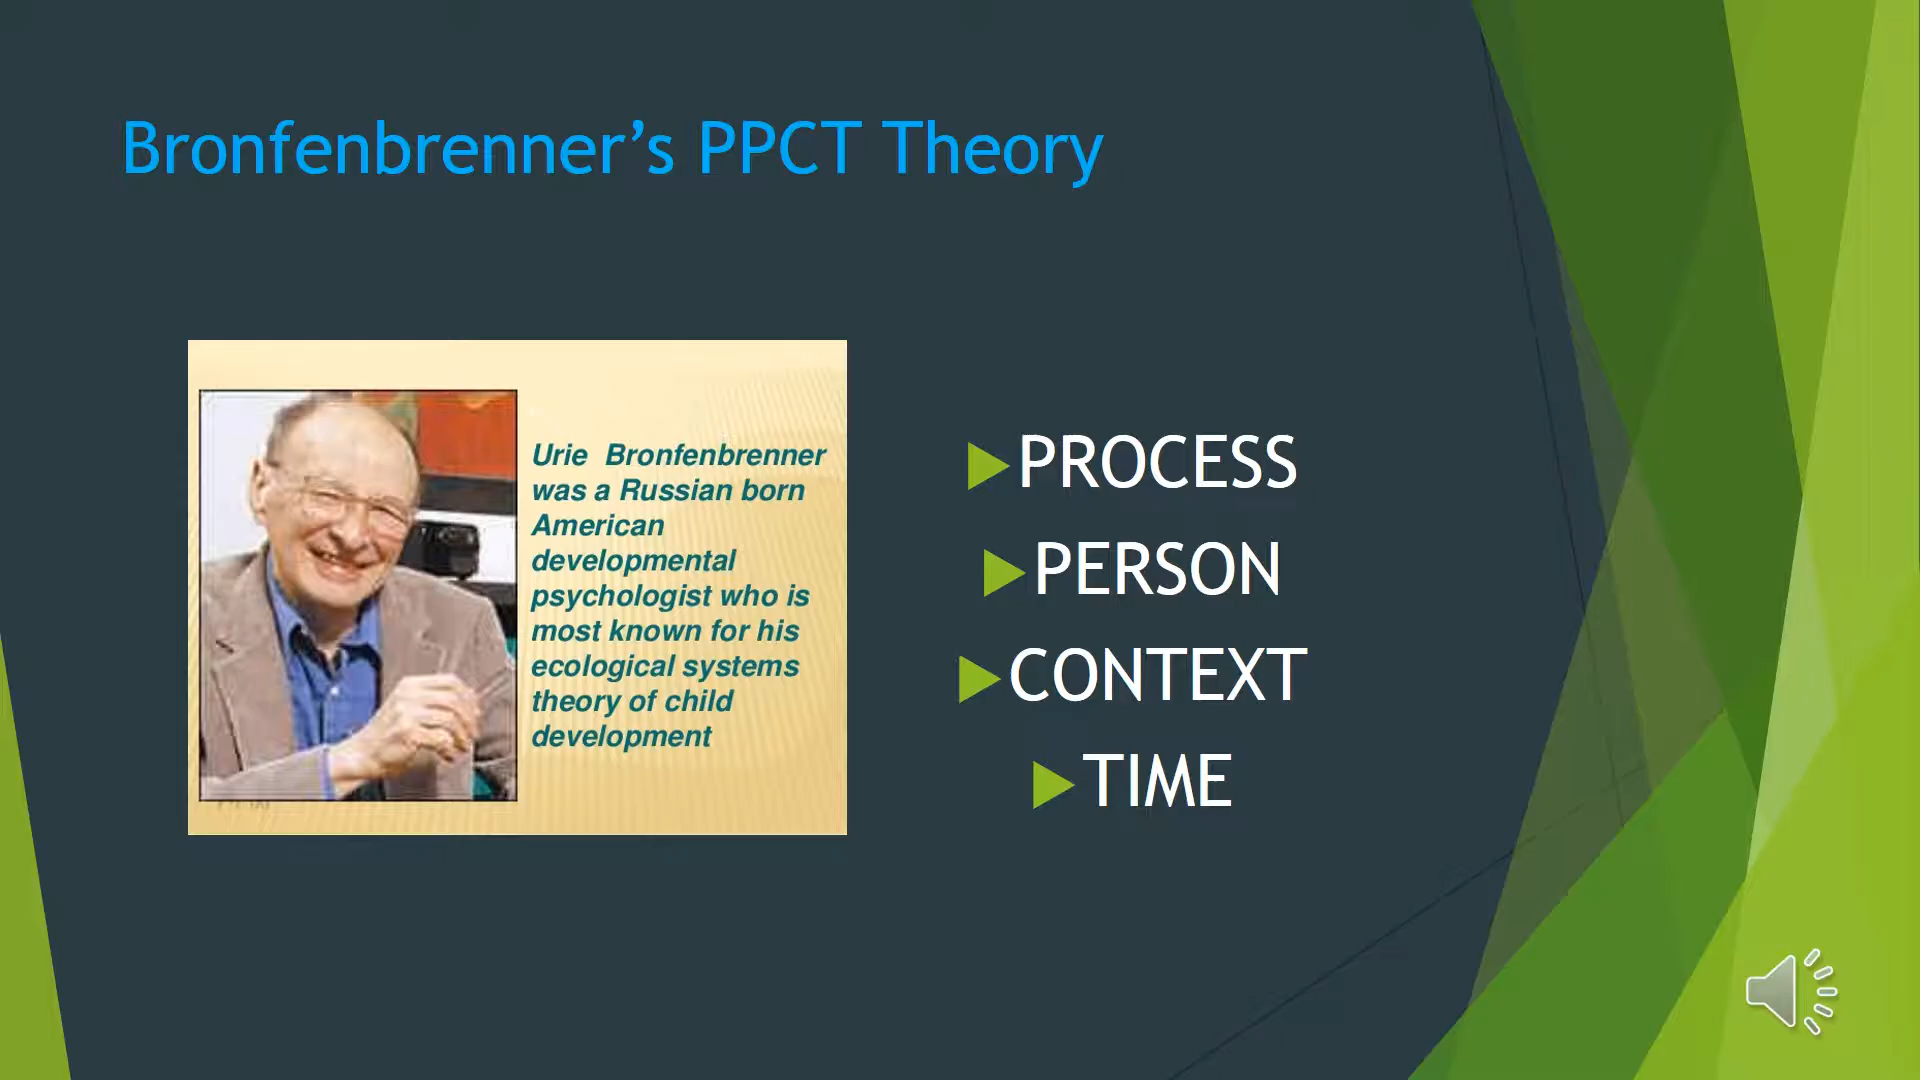 Bronfenbrenner’s PPCT Theory
Urie Bronfenbrenner
was a Russian born
American
developmental
psychologist who is
most known for his
ecological systems
theory of child
development
PROCESS
PERSON
CONTEXT
TIME